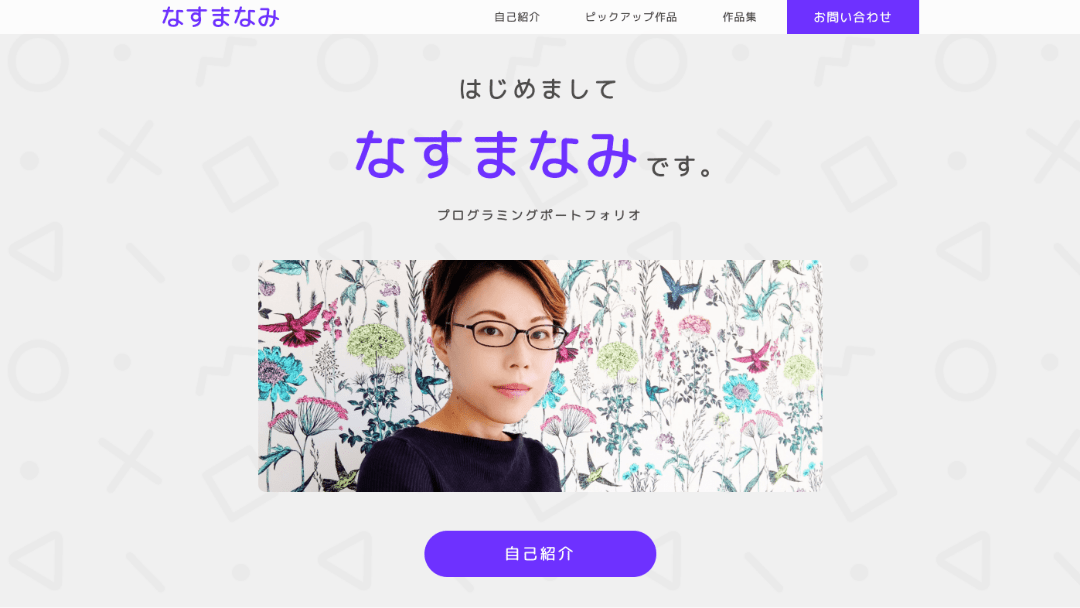 なすまなみ
自己紹介
ピックアップ作品
作品集
お問い合わせ
はじめまして
なすまなみです。
プログラミングポートフォリオ
自己紹介